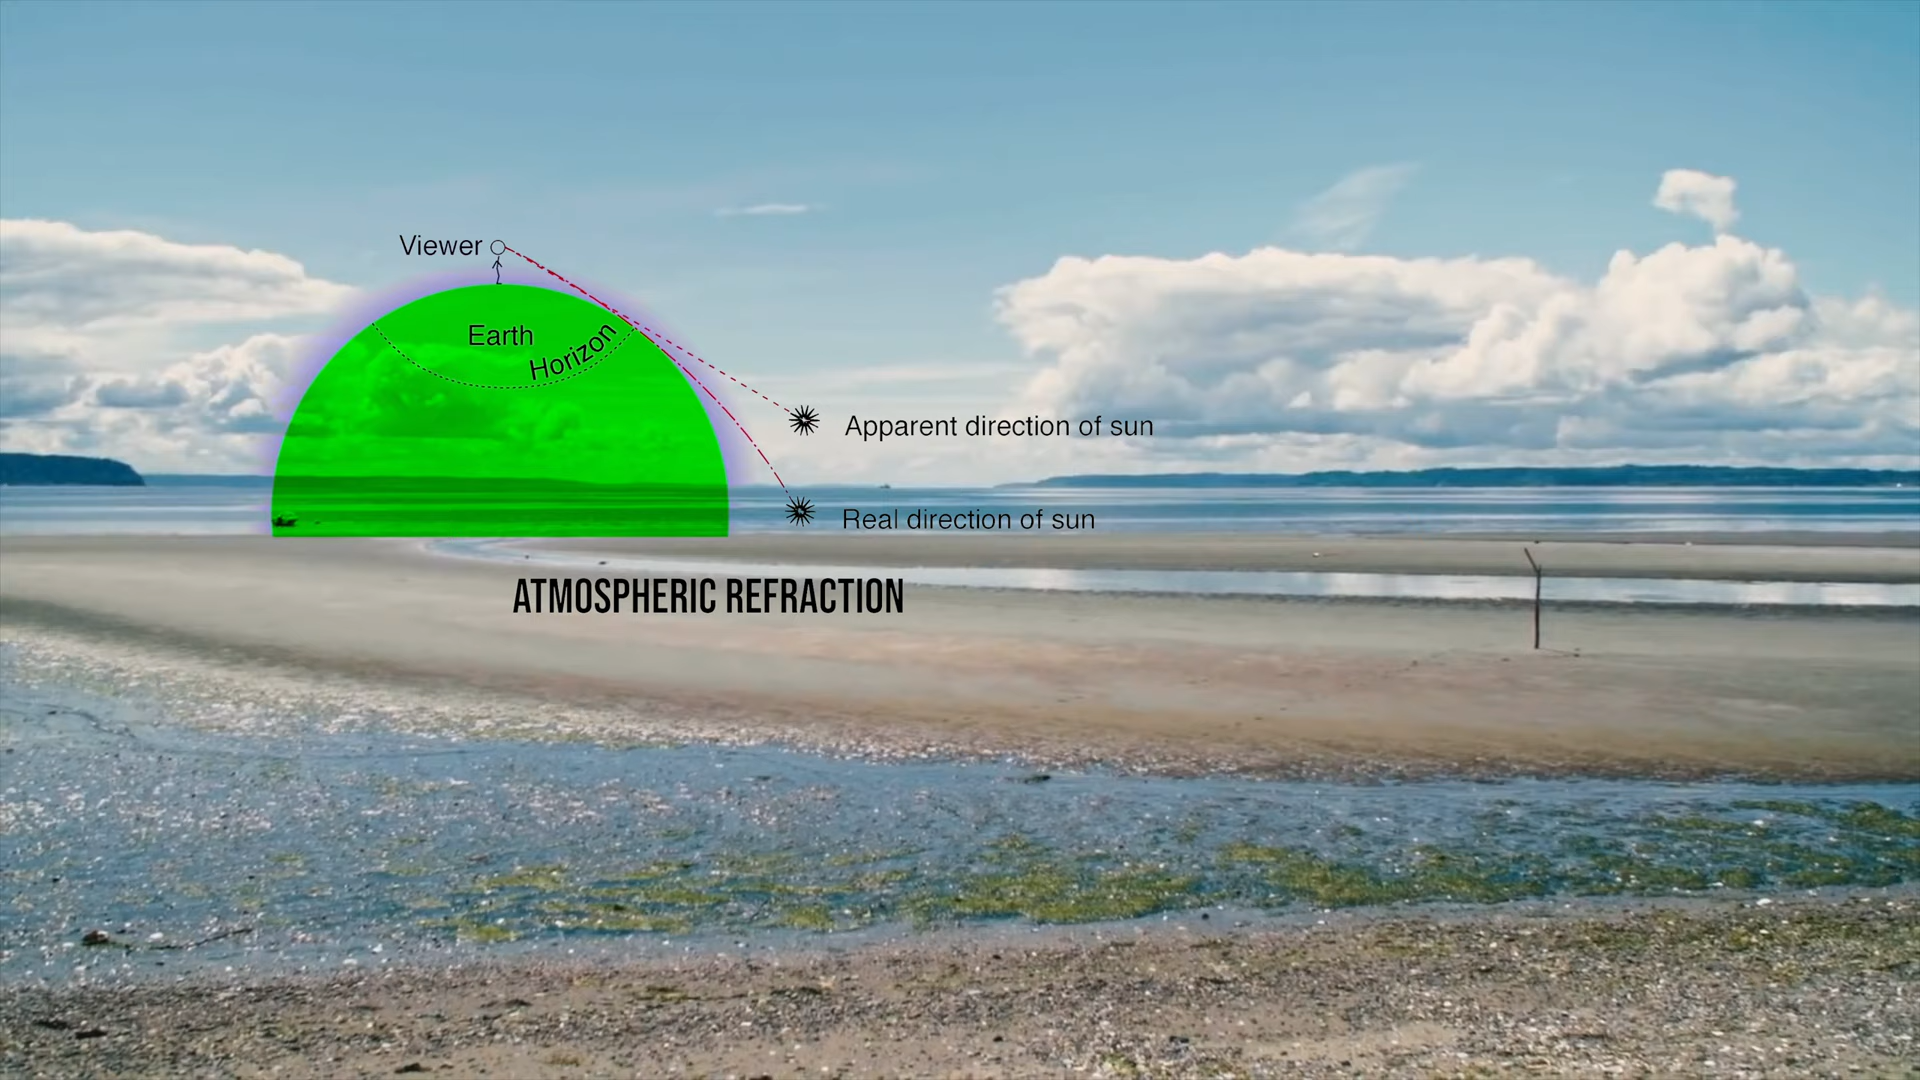 Viewer
Earth
Horizon
Apparent direction of sun
Real direction of sun
ATMOSPHERIC REFRACTION